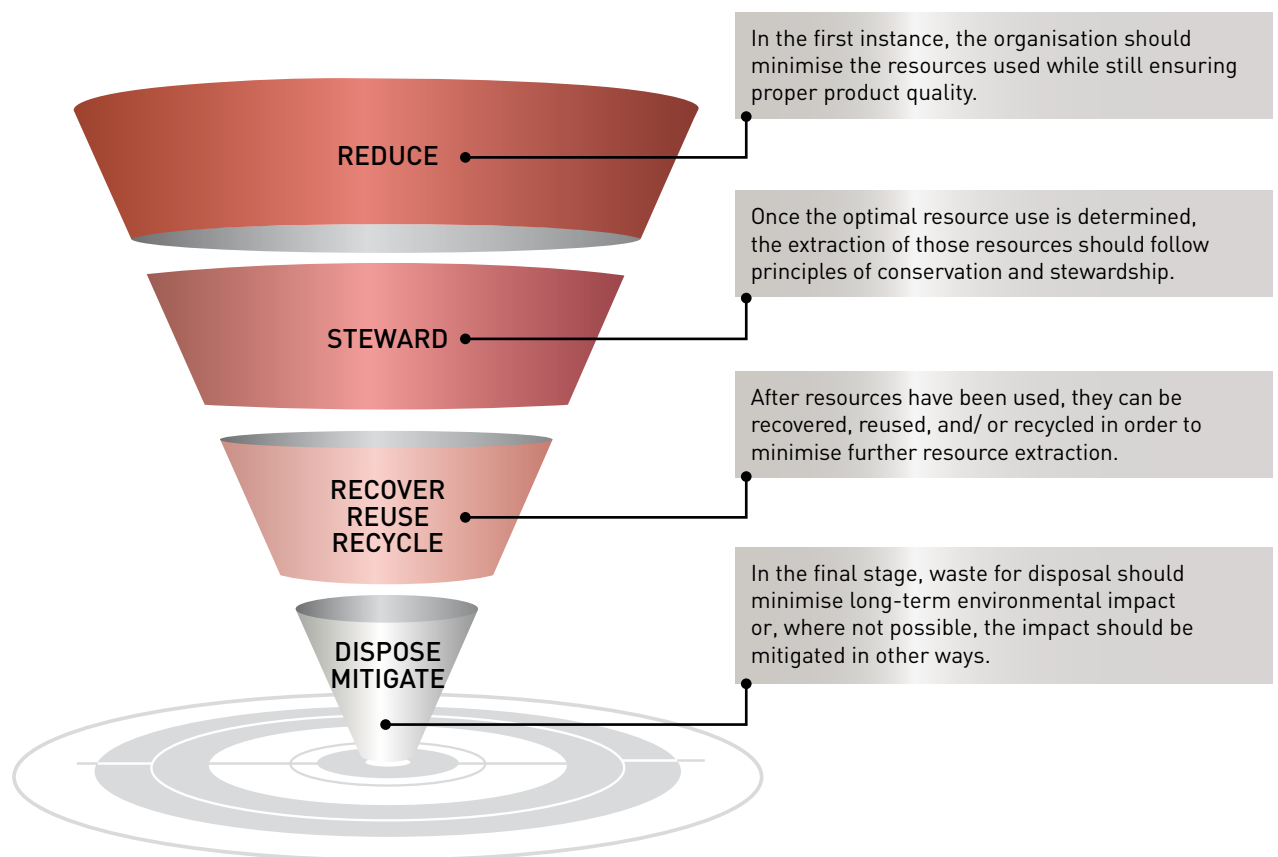 In the first instance, the organisation should
minimise the resources used while still ensuring
proper product quality.
REDUCE
Once the optimal resource use is determined,
the extraction of those resources should follow
principles of conservation and stewardship.
STEWARD
After resources have been used, they can be
recovered, reused, and/ or recycled in order to
minimise further resource extraction.
RECOVER
REUSE
RECYCLE
In the final stage, waste for disposal should
minimise long-term environmental impact
or, where not possible, the impact should be
mitigated in other ways.
DISPOSE
MITIGATE